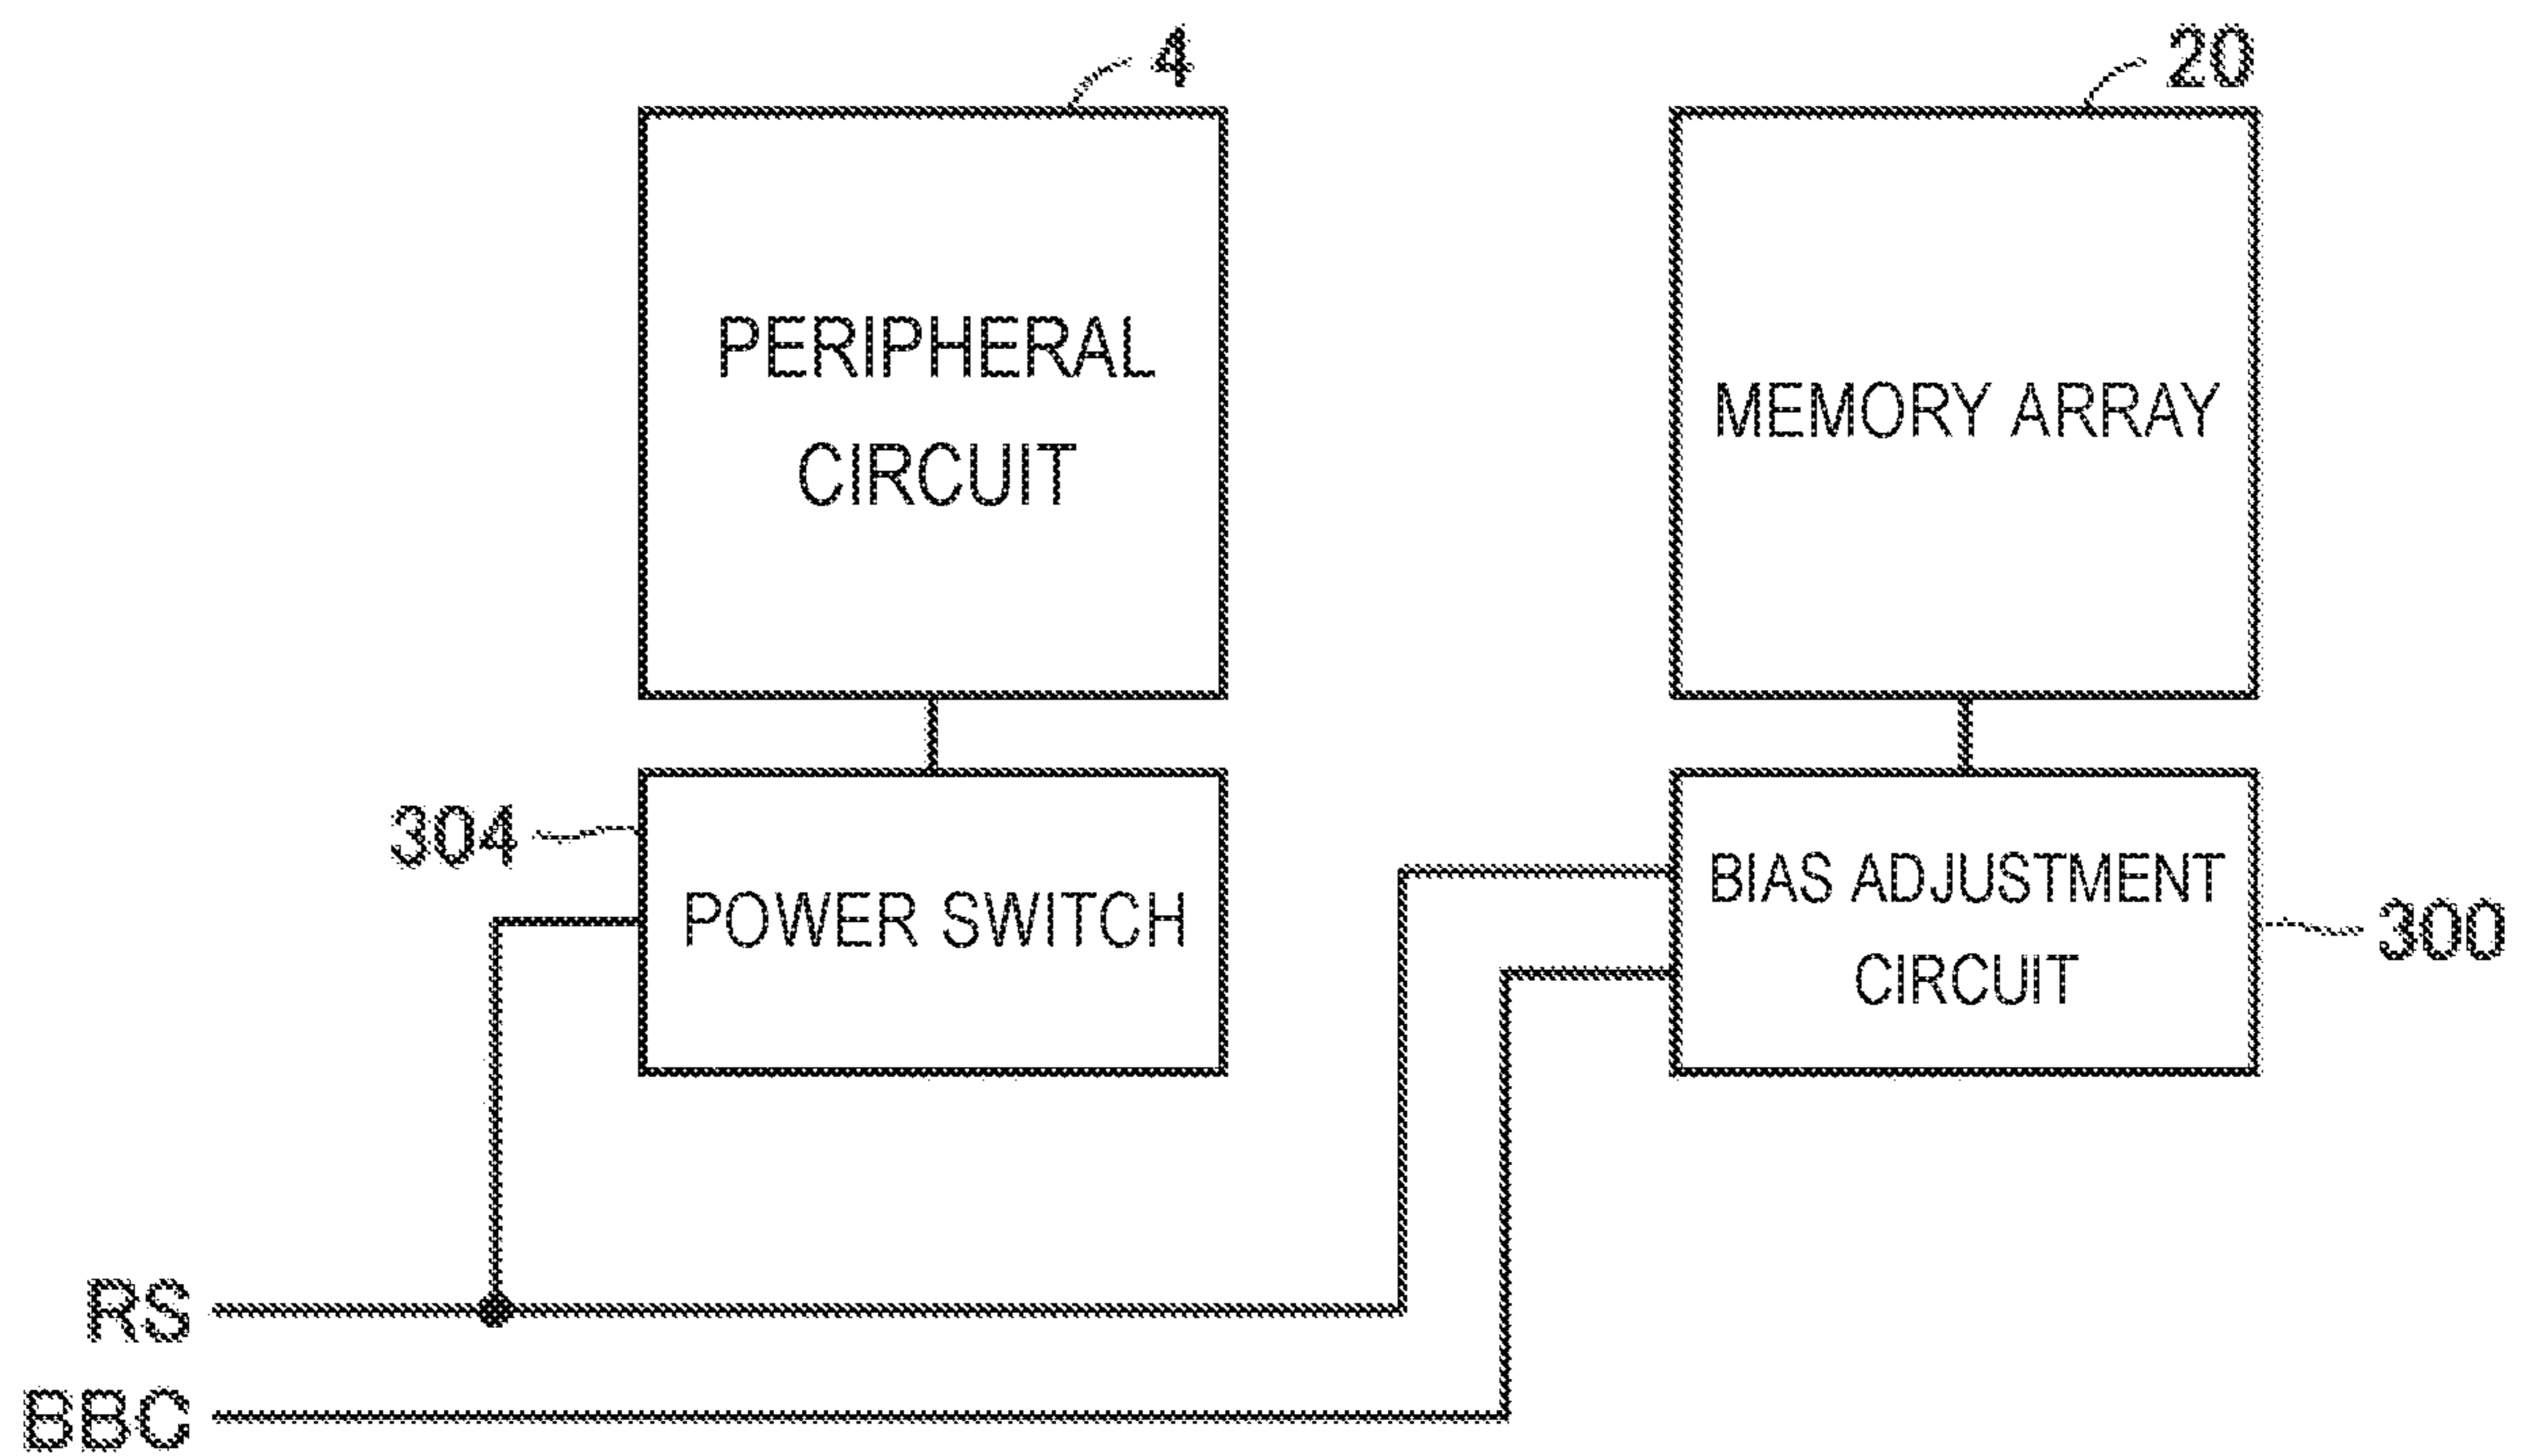 4
20
PERIPHERAL
CIRCUIT
MEMORY ARRAY
304
POWER SWITCH
BIAS ADJUSTMENT
CIRCUIT
300
RS
BBC